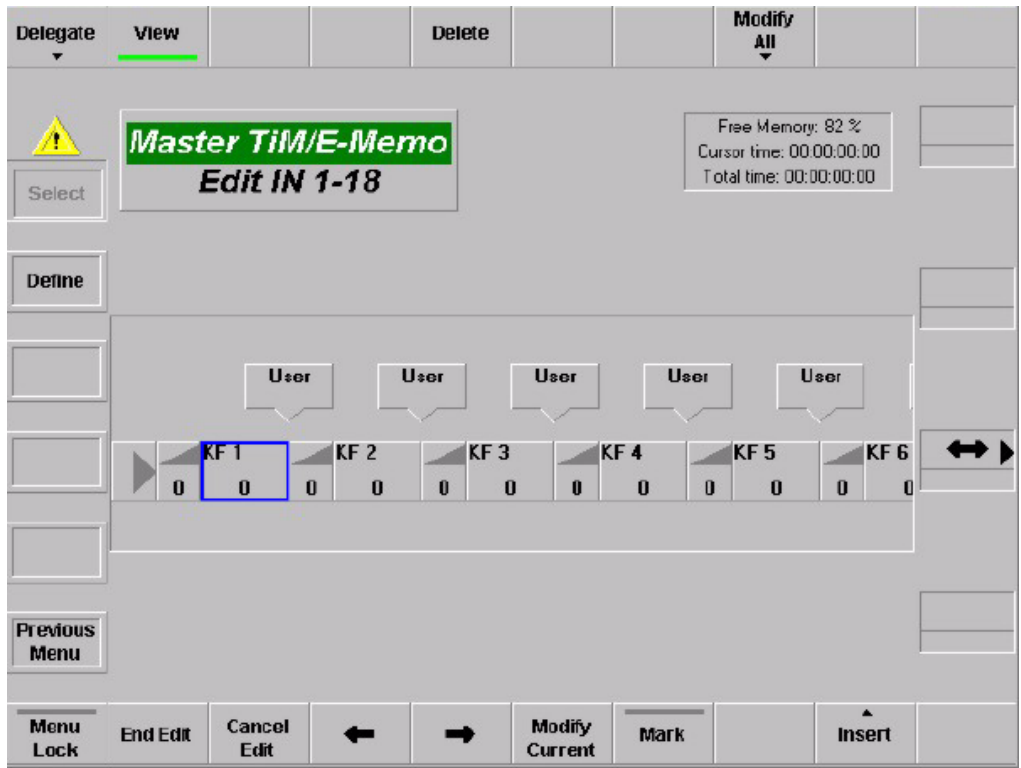 Delegate View Delete Modify
All
Master TiM/E-Memo
Edit IN 1-18
Free Memory: 82 %
Cursor time: 00:00:00:00
Total time: 00:00:00:00
Select
Define
User User User User User
KF 1 KF 2 KF 3 KF 4 KF 5 KF 6
0 0 0 0 0 0 0 0 0 0 0 0
Previous
Menu
Menu
Lock
End Edit
Cancel
Edit
Modify
Current
Mark
Insert